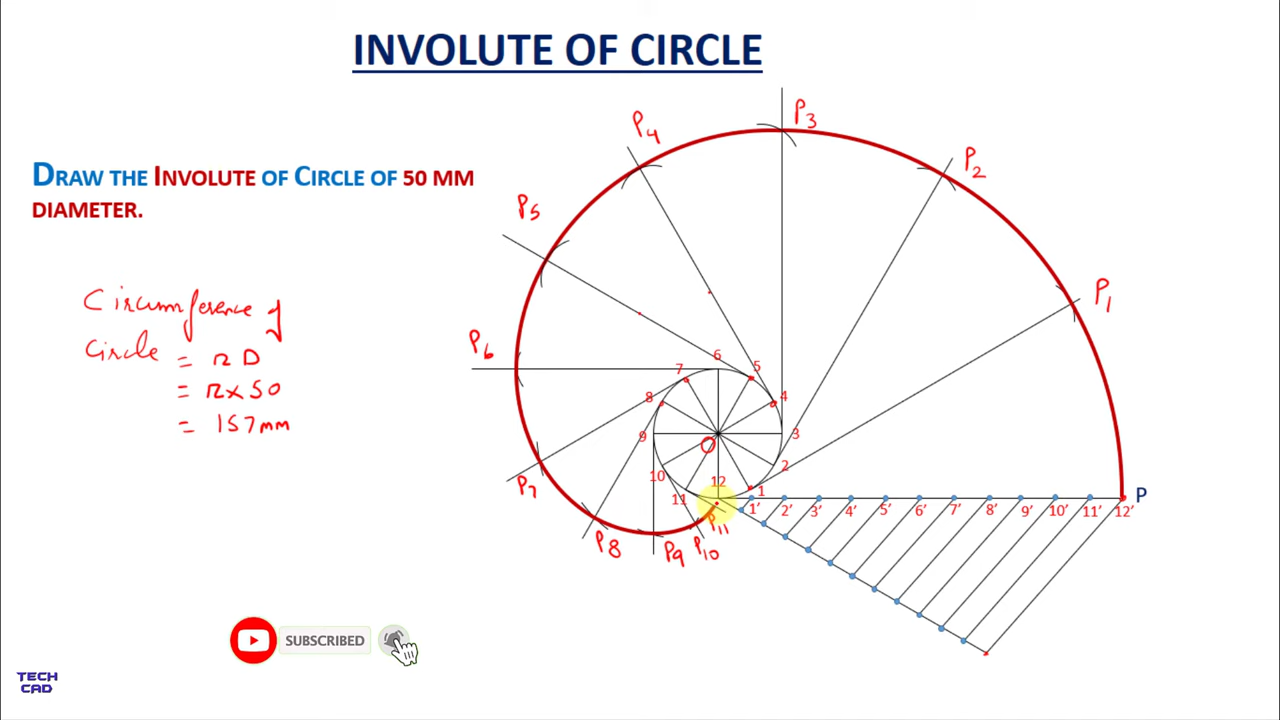 INVOLUTE OF CIRCLE
DRAW THE INVOLUTE OF CIRCLE OF 50 MM
DIAMETER.
Circumference of
Circle = πD
= π×50
= 157mm
P3
P4
P2
P5
P1
P6
6
7
5
8
4
9
O
3
10
2
11
12
1
P
1' 2' 3' 4' 5' 6' 7' 8' 9' 10' 11' 12'
P7
P8
P9
P10
P11
SUBSCRIBED
TECH
CAD